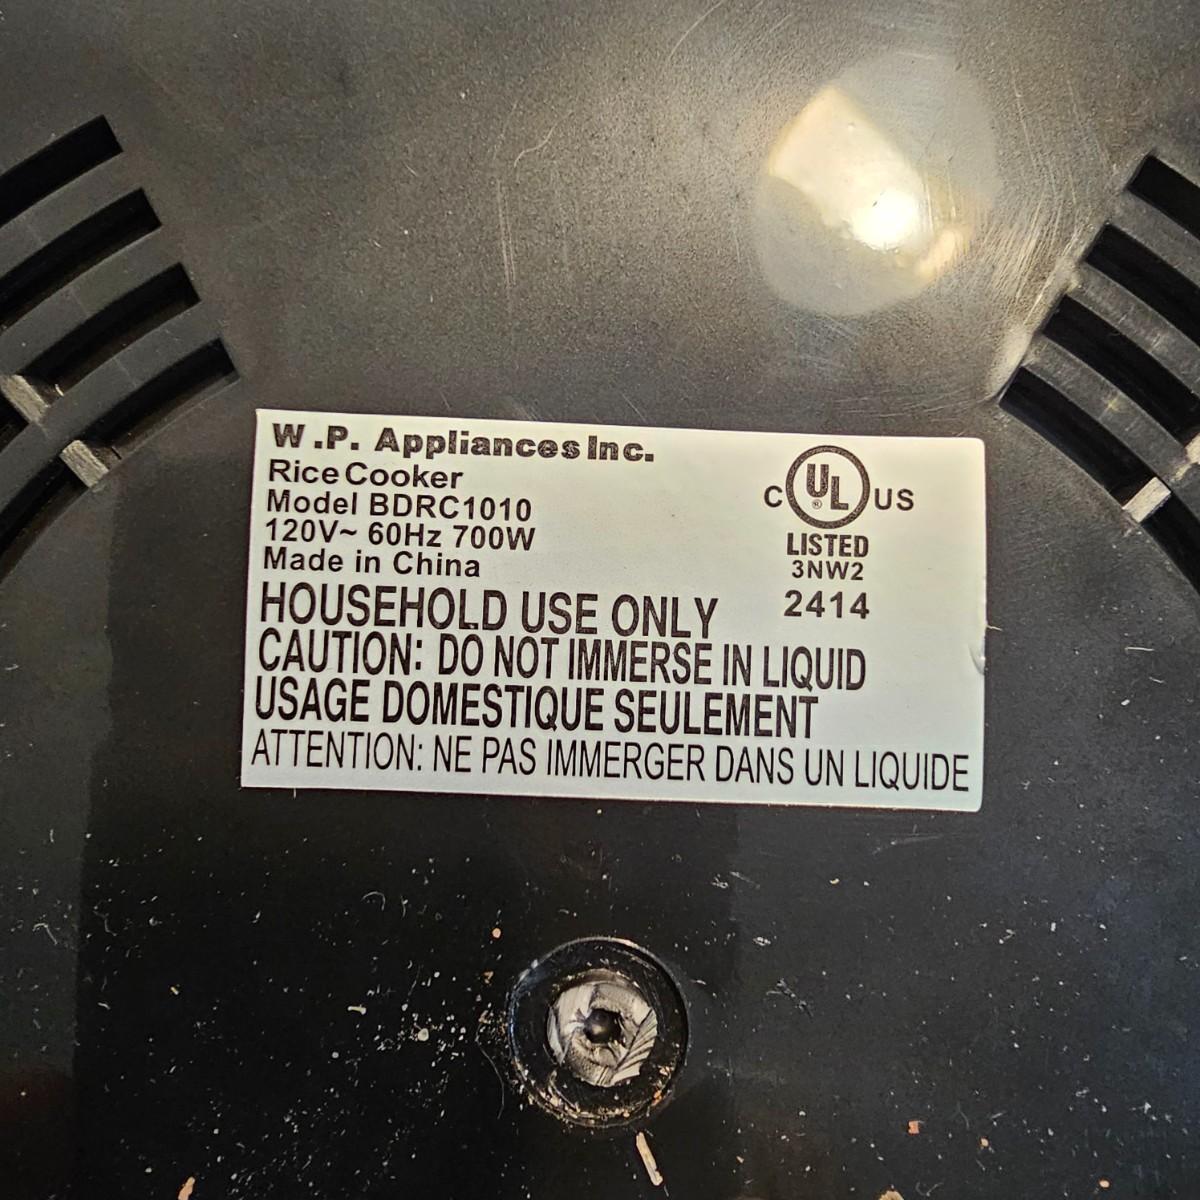 W.P. Appliances Inc.
Rice Cooker
Model BDRC1010
120V~ 60Hz 700W
Made in China
C UL ® US
LISTED
3NW2
2414
HOUSEHOLD USE ONLY
CAUTION: DO NOT IMMERSE IN LIQUID
USAGE DOMESTIQUE SEULEMENT
ATTENTION: NE PAS IMMERGER DANS UN LIQUIDE